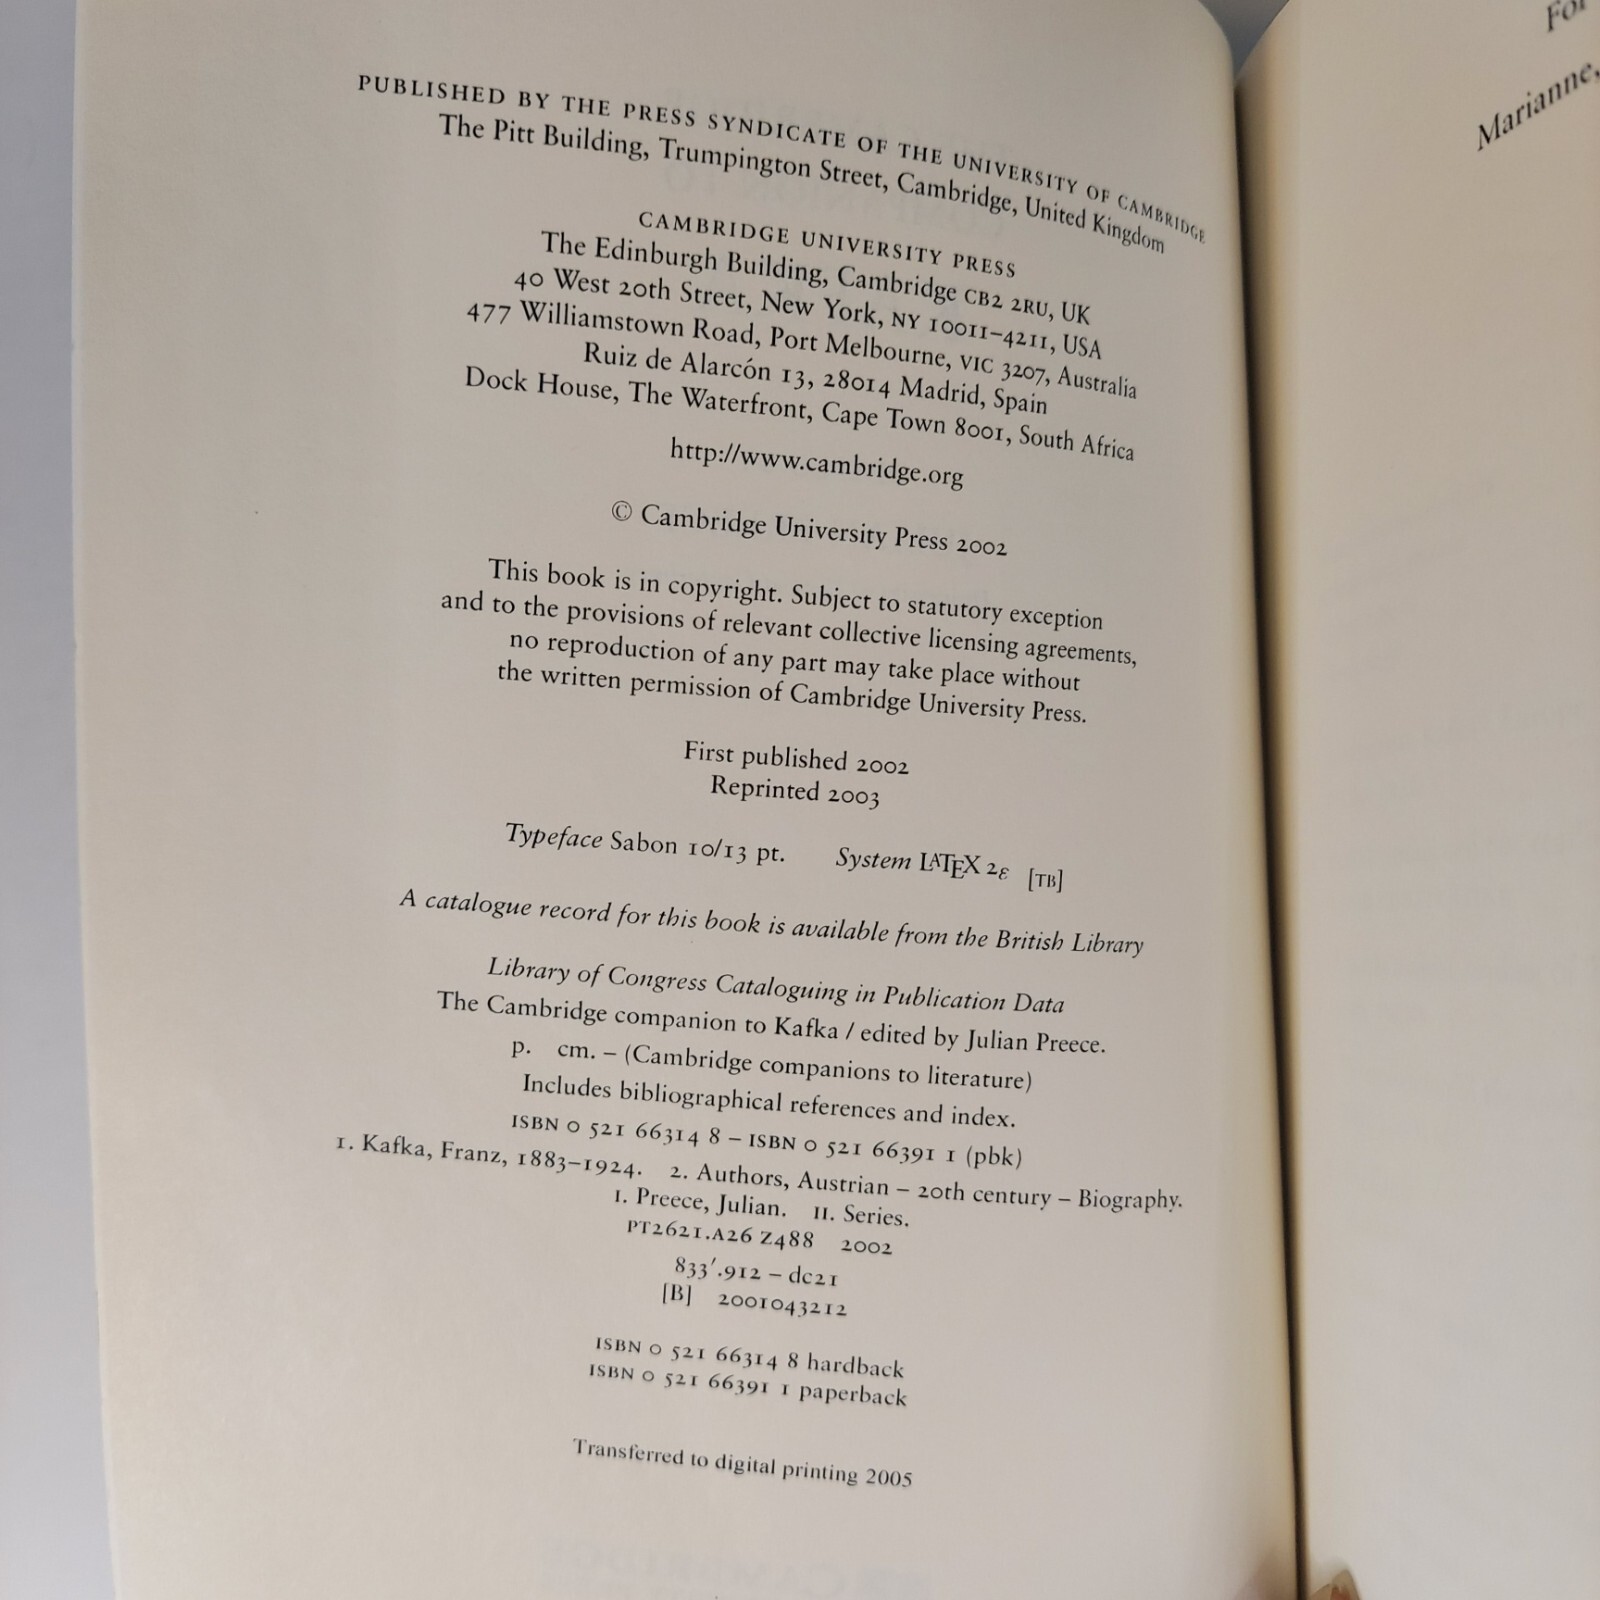 PUBLISHED BY THE PRESS SYNDICATE OF THE UNIVERSITY OF CAMBRIDGE
The Pitt Building, Trumpington Street, Cambridge, United Kingdom
CAMBRIDGE UNIVERSITY PRESS
The Edinburgh Building, Cambridge CB2 2RU, UK
40 West 20th Street, New York, NY 10011–4211, USA
477 Williamstown Road, Port Melbourne, VIC 3207, Australia
Ruiz de Alarcón 13, 28014 Madrid, Spain
Dock House, The Waterfront, Cape Town 8001, South Africa
http://www.cambridge.org
© Cambridge University Press 2002
This book is in copyright. Subject to statutory exception
and to the provisions of relevant collective licensing agreements,
no reproduction of any part may take place without
the written permission of Cambridge University Press.
First published 2002
Reprinted 2003
Typeface Sabon 10/13 pt. System LATEX 2ε [TB]
A catalogue record for this book is available from the British Library
Library of Congress Cataloguing in Publication Data
The Cambridge companion to Kafka / edited by Julian Preece.
p. cm. – (Cambridge companions to literature)
Includes bibliographical references and index.
ISBN 0 521 66314 8 – ISBN 0 521 66391 1 (pbk)
1. Kafka, Franz, 1883–1924. 2. Authors, Austrian – 20th century – Biography.
I. Preece, Julian. II. Series.
PT2621.A26 Z488 2002
833′.912 – dc21
[B] 2001043212
ISBN 0 521 66314 8 hardback
ISBN 0 521 66391 1 paperback
Transferred to digital printing 2005
For
Marianne,